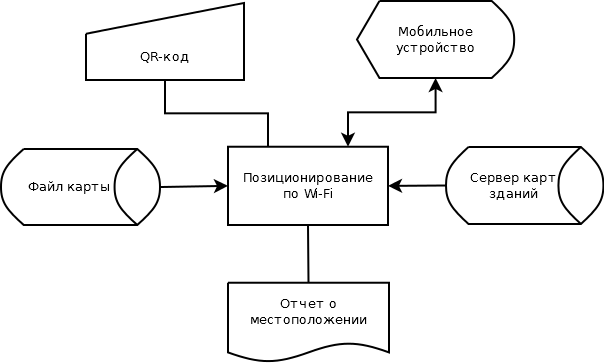 QR-код
Мобильное
устройство
Файл карты
Позиционирование
по Wi-Fi
Сервер карт
зданий
Отчет о
местоположении